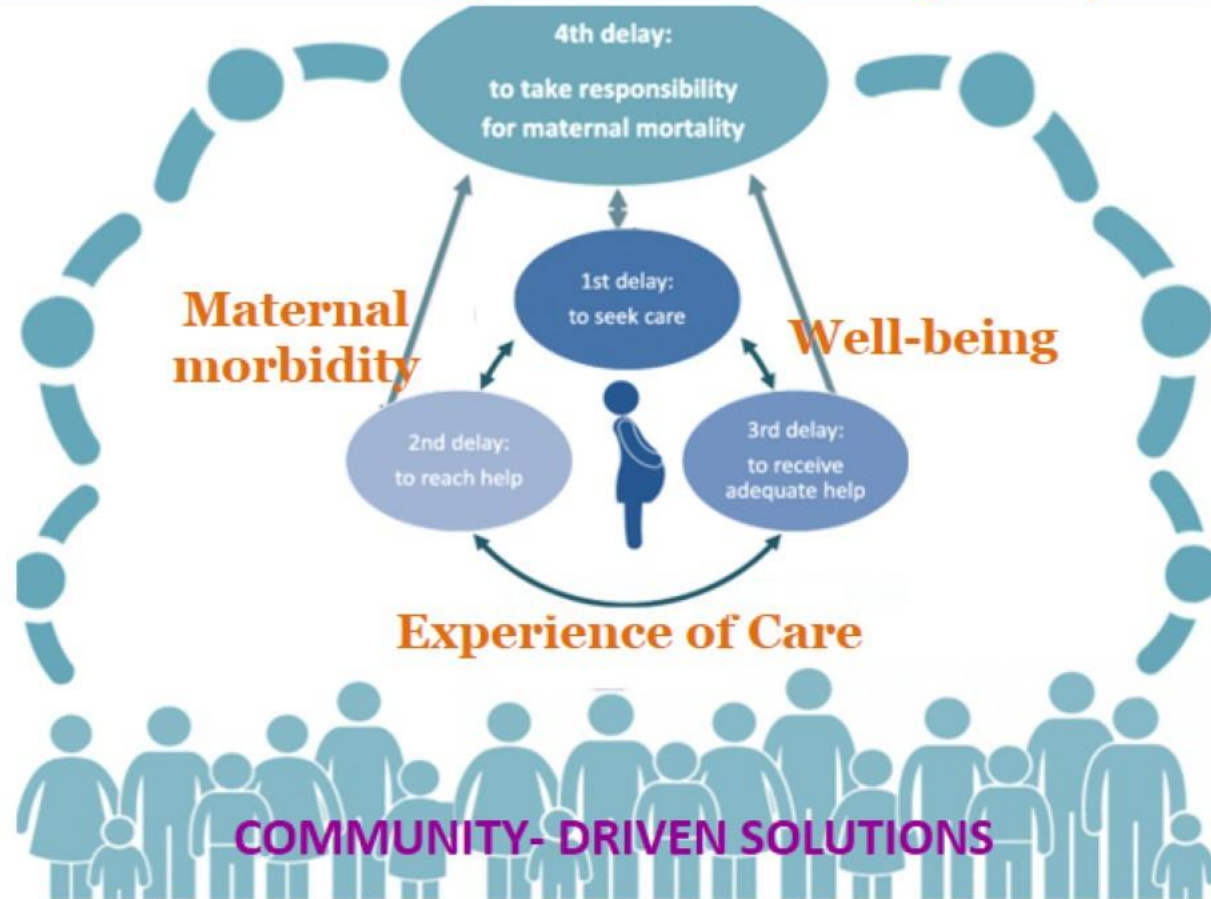 4th delay:
to take responsibility
for maternal mortality
1st delay:
to seek care
Maternal
morbidity
Well-being
2nd delay:
to reach help
3rd delay:
to receive
adequate help
Experience of Care
COMMUNITY- DRIVEN SOLUTIONS